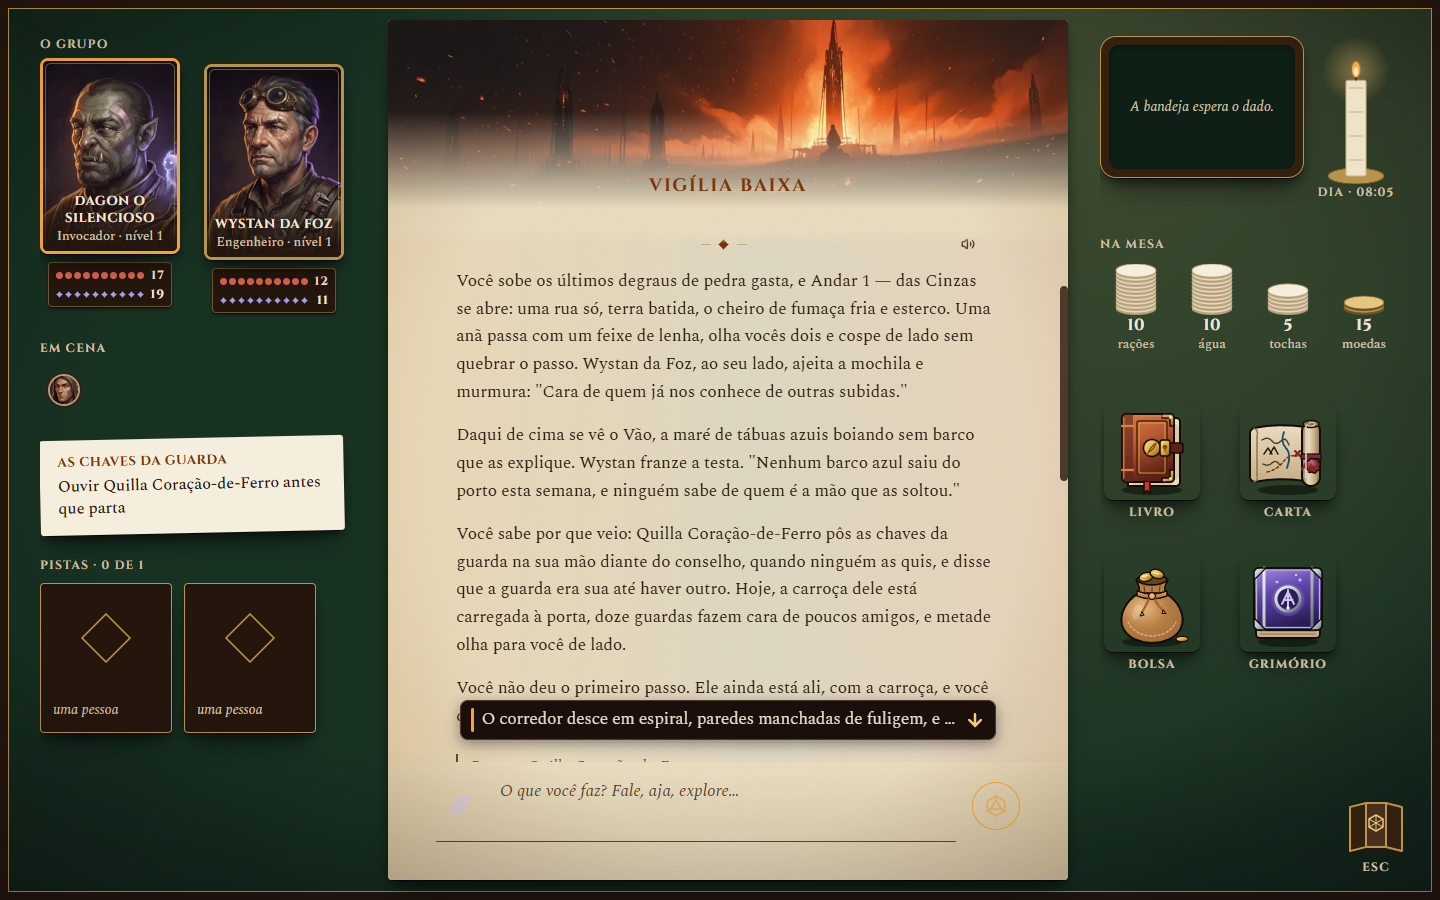 O GRUPO
DAGON O
SILENCIOSO
Invocador · nível 1
17
19
WYSTAN DA FOZ
Engenheiro · nível 1
12
11
EM CENA
AS CHAVES DA GUARDA
Ouvir Quilla Coração-de-Ferro antes
que parta
PISTAS · 0 DE 1
uma pessoa
uma pessoa
VIGÍLIA BAIXA
Você sobe os últimos degraus de pedra gasta, e Andar 1 — das Cinzas
se abre: uma rua só, terra batida, o cheiro de fumaça fria e esterco. Uma
anã passa com um feixe de lenha, olha vocês dois e cospe de lado sem
quebrar o passo. Wystan da Foz, ao seu lado, ajeita a mochila e
murmura: "Cara de quem já nos conhece de outras subidas."
Daqui de cima se vê o Vão, a maré de tábuas azuis boiando sem barco
que as explique. Wystan franze a testa. "Nenhum barco azul saiu do
porto esta semana, e ninguém sabe de quem é a mão que as soltou."
Você sabe por que veio: Quilla Coração-de-Ferro pôs as chaves da
guarda na sua mão diante do conselho, quando ninguém as quis, e disse
que a guarda era sua até haver outro. Hoje, a carroça dele está
carregada à porta, doze guardas fazem cara de poucos amigos, e metade
olha para você de lado.
Você não deu o primeiro passo. Ele ainda está ali, com a carroça, e você
O corredor desce em espiral, paredes manchadas de fuligem, e ...
O que você faz? Fale, aja, explore...
A bandeja espera o dado.
DIA · 08:05
NA MESA
10
rações
10
água
5
tochas
15
moedas
LIVRO
CARTA
BOLSA
GRIMÓRIO
ESC